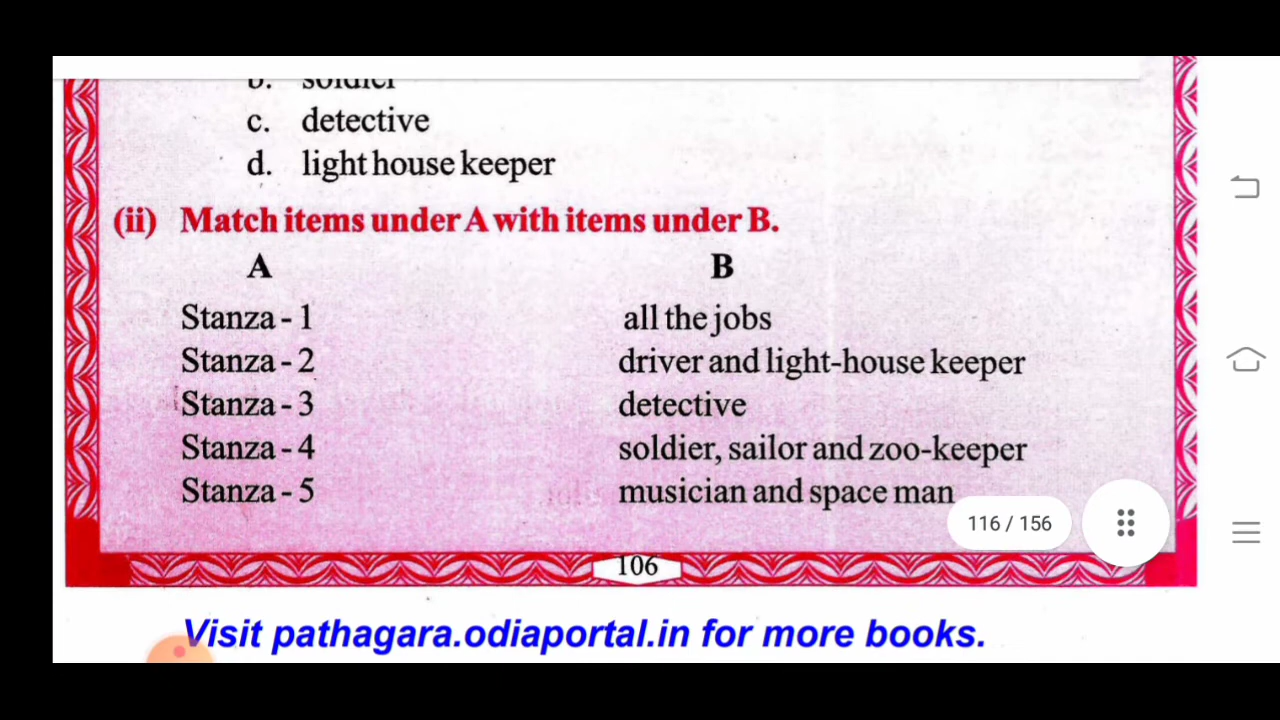 b. soldier
c. detective
d. light house keeper
(ii) Match items under A with items under B.
A B
Stanza - 1 all the jobs
Stanza - 2 driver and light-house keeper
Stanza - 3 detective
Stanza - 4 soldier, sailor and zoo-keeper
Stanza - 5 musician and space man
116 / 156
106
Visit pathagara.odiaportal.in for more books.